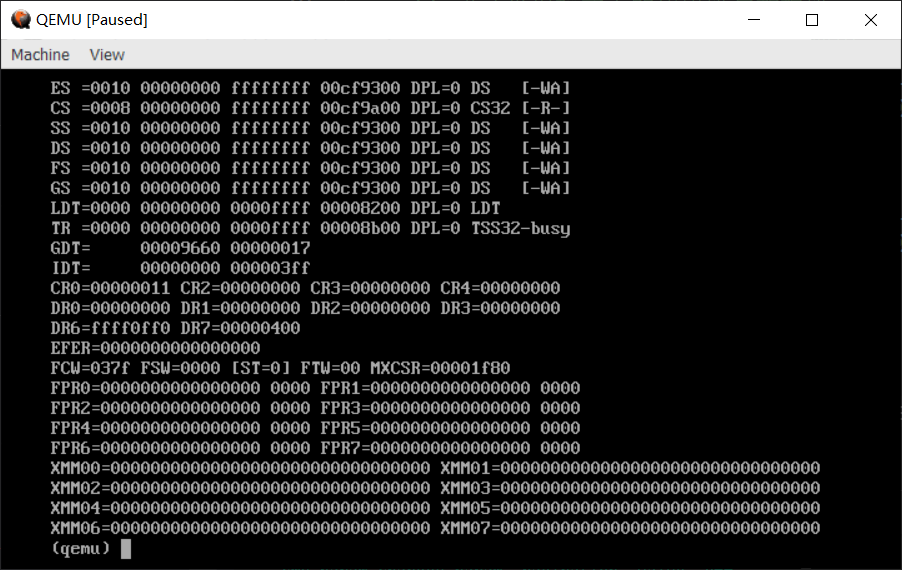 QEMU [Paused]
Machine View
ES =0010 00000000 ffffffff 00cf9300 DPL=0 DS   [-WA]
CS =0008 00000000 ffffffff 00cf9a00 DPL=0 CS32 [-R-]
SS =0010 00000000 ffffffff 00cf9300 DPL=0 DS   [-WA]
DS =0010 00000000 ffffffff 00cf9300 DPL=0 DS   [-WA]
FS =0010 00000000 ffffffff 00cf9300 DPL=0 DS   [-WA]
GS =0010 00000000 ffffffff 00cf9300 DPL=0 DS   [-WA]
LDT=0000 00000000 0000ffff 00008200 DPL=0 LDT
TR =0000 00000000 0000ffff 00008b00 DPL=0 TSS32-busy
GDT=     00009660 00000017
IDT=     00000000 000003ff
CR0=00000011 CR2=00000000 CR3=00000000 CR4=00000000
DR0=00000000 DR1=00000000 DR2=00000000 DR3=00000000
DR6=ffff0ff0 DR7=00000400
EFER=0000000000000000
FCW=037f FSW=0000 [ST=0] FTW=00 MXCSR=00001f80
FPR0=0000000000000000 0000 FPR1=0000000000000000 0000
FPR2=0000000000000000 0000 FPR3=0000000000000000 0000
FPR4=0000000000000000 0000 FPR5=0000000000000000 0000
FPR6=0000000000000000 0000 FPR7=0000000000000000 0000
XMM00=00000000000000000000000000000000 XMM01=00000000000000000000000000000000
XMM02=00000000000000000000000000000000 XMM03=00000000000000000000000000000000
XMM04=00000000000000000000000000000000 XMM05=00000000000000000000000000000000
XMM06=00000000000000000000000000000000 XMM07=00000000000000000000000000000000
(qemu)